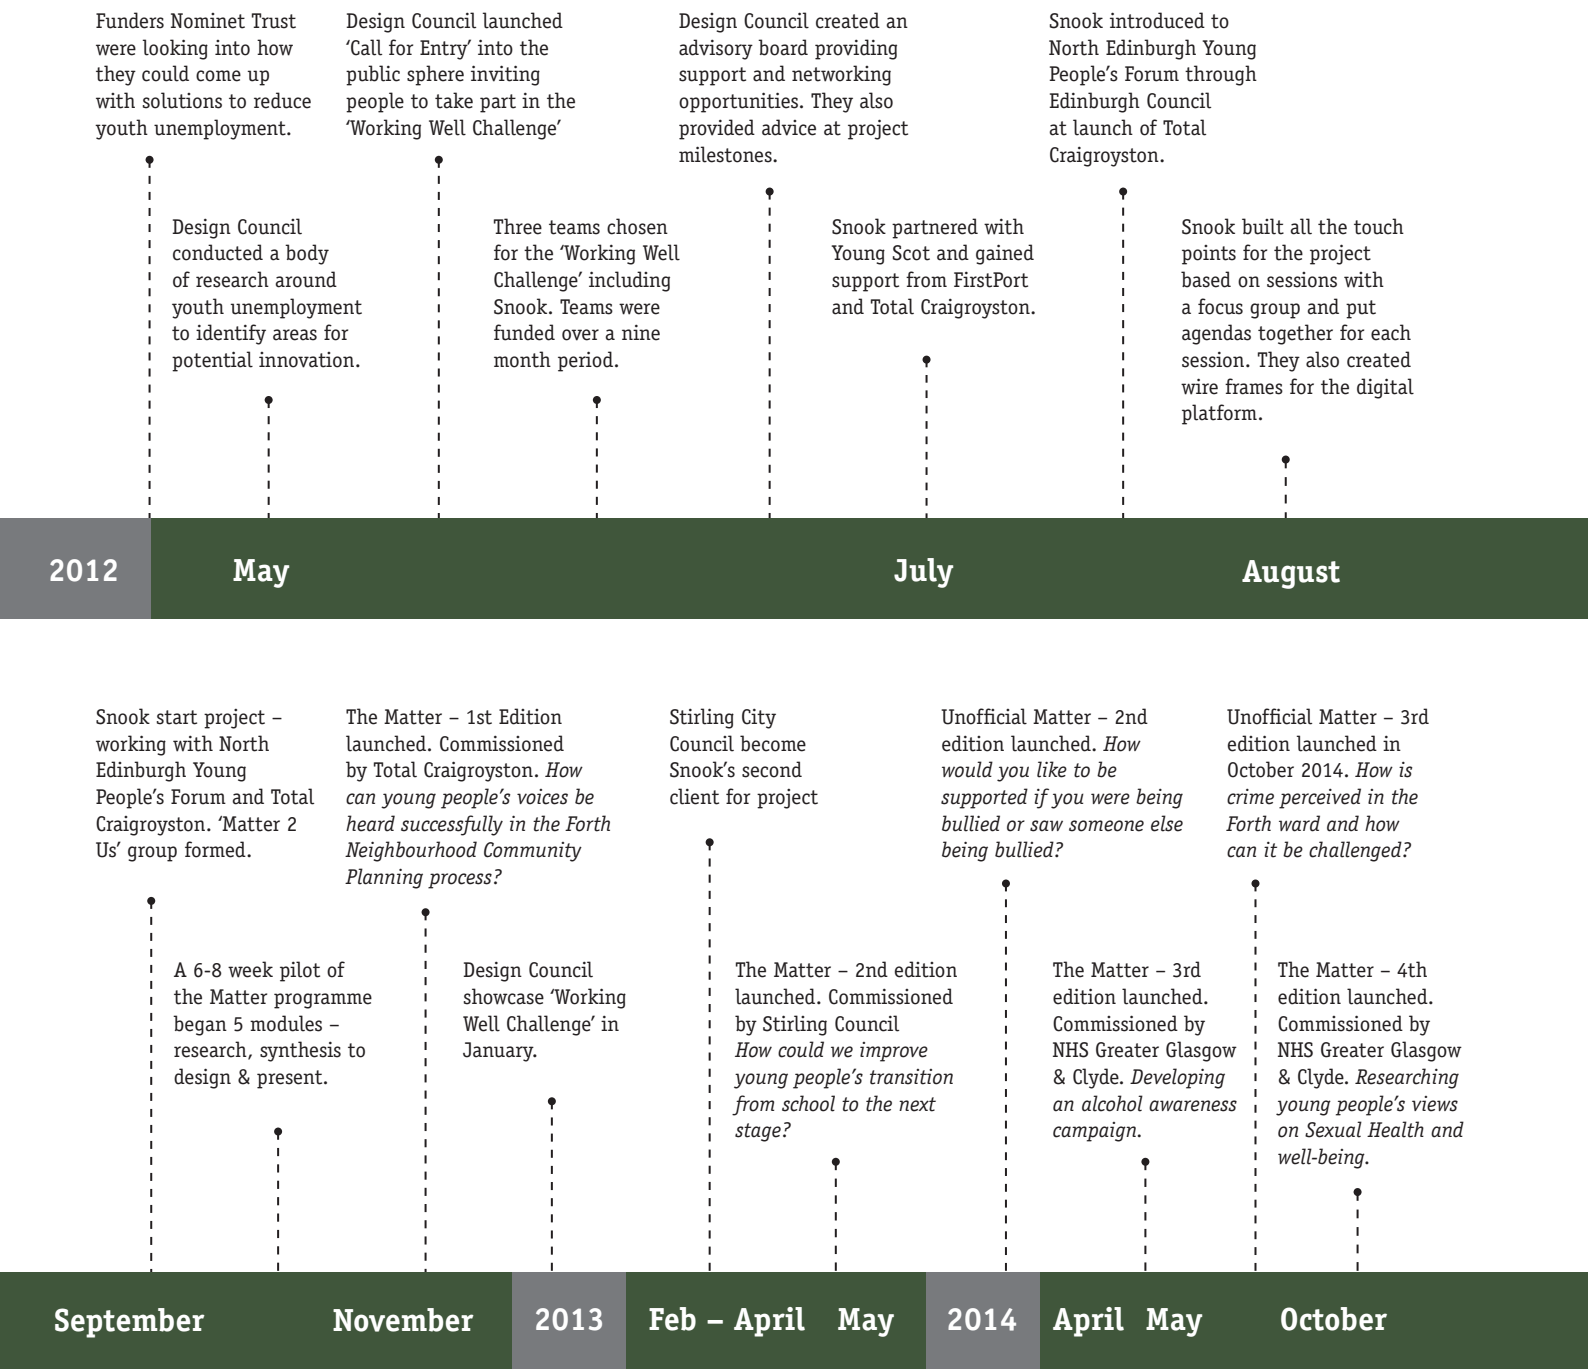 Funders Nominet Trust
were looking into how
they could come up
with solutions to reduce
youth unemployment.
Design Council launched
‘Call for Entry’ into the
public sphere inviting
people to take part in the
‘Working Well Challenge’
Design Council created an
advisory board providing
support and networking
opportunities. They also
provided advice at project
milestones.
Snook introduced to
North Edinburgh Young
People’s Forum through
Edinburgh Council
at launch of Total
Craigroyston.
Design Council
conducted a body
of research around
youth unemployment
to identify areas for
potential innovation.
Three teams chosen
for the ‘Working Well
Challenge’ including
Snook. Teams were
funded over a nine
month period.
Snook partnered with
Young Scot and gained
support from FirstPort
and Total Craigroyston.
Snook built all the touch
points for the project
based on sessions with
a focus group and put
agendas together for each
session. They also created
wire frames for the digital
platform.
2012
May
July
August
Snook start project –
working with North
Edinburgh Young
People’s Forum and Total
Craigroyston. ‘Matter 2
Us’ group formed.
The Matter – 1st Edition
launched. Commissioned
by Total Craigroyston. How
can young people’s voices be
heard successfully in the Forth
Neighbourhood Community
Planning process?
Stirling City
Council become
Snook’s second
client for project
Unofficial Matter – 2nd
edition launched. How
would you like to be
supported if you were being
bullied or saw someone else
being bullied?
Unofficial Matter – 3rd
edition launched in
October 2014. How is
crime perceived in the
Forth ward and how
can it be challenged?
A 6-8 week pilot of
the Matter programme
began 5 modules –
research, synthesis to
design & present.
Design Council
showcase ‘Working
Well Challenge’ in
January.
The Matter – 2nd edition
launched. Commissioned
by Stirling Council
How could we improve
young people’s transition
from school to the next
stage?
The Matter – 3rd
edition launched.
Commissioned by
NHS Greater Glasgow
& Clyde. Developing
an alcohol awareness
campaign.
The Matter – 4th
edition launched.
Commissioned by
NHS Greater Glasgow
& Clyde. Researching
young people’s views
on Sexual Health and
well-being.
September
November
2013
Feb – April
May
2014
April
May
October